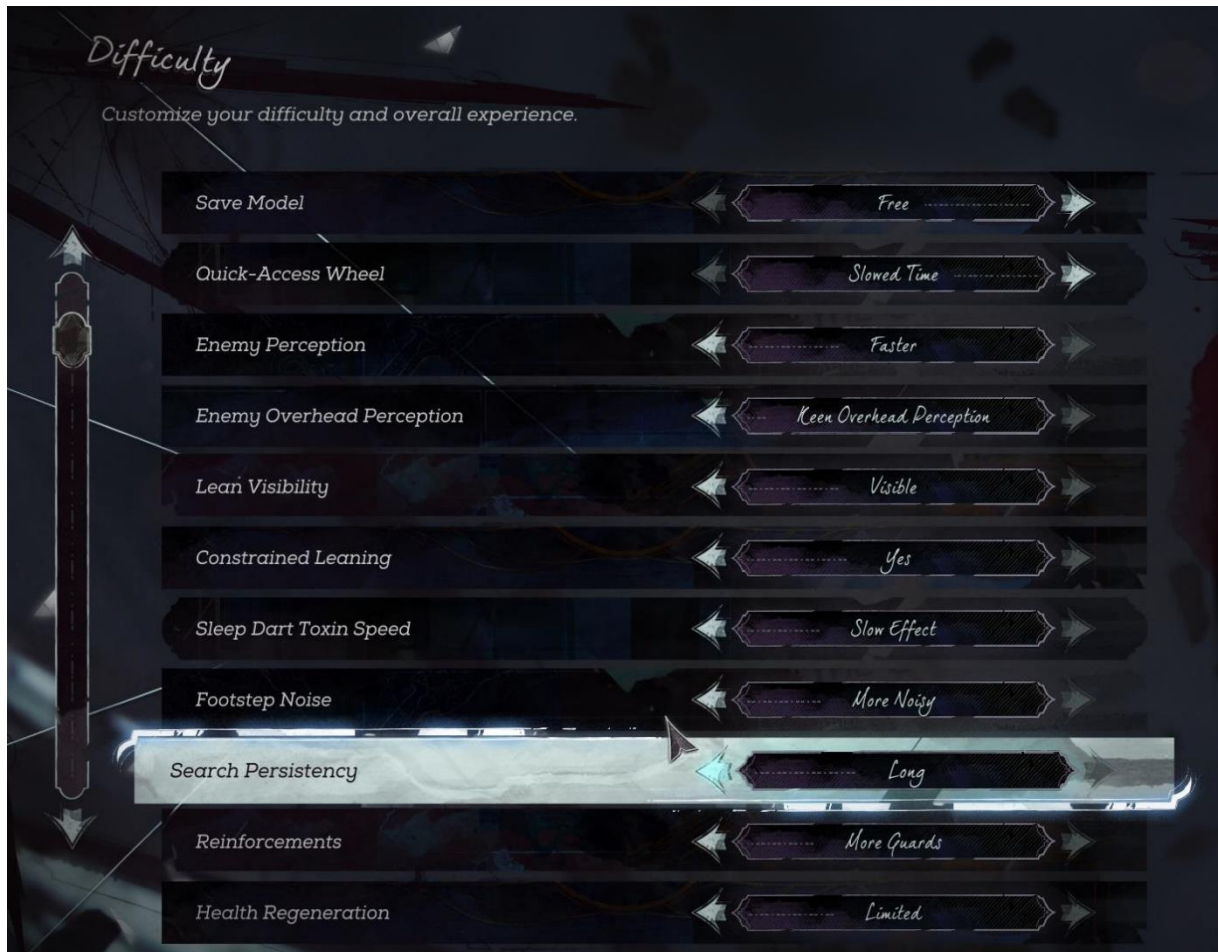 Difficulty
Customize your difficulty and overall experience.
Save Model Free
Quick-Access Wheel Slowed Time
Enemy Perception Faster
Enemy Overhead Perception Keen Overhead Perception
Lean Visibility Visible
Constrained Leaning Yes
Sleep Dart Toxin Speed Slow Effect
Footstep Noise More Noisy
Search Persistency Long
Reinforcements More Guards
Health Regeneration Limited